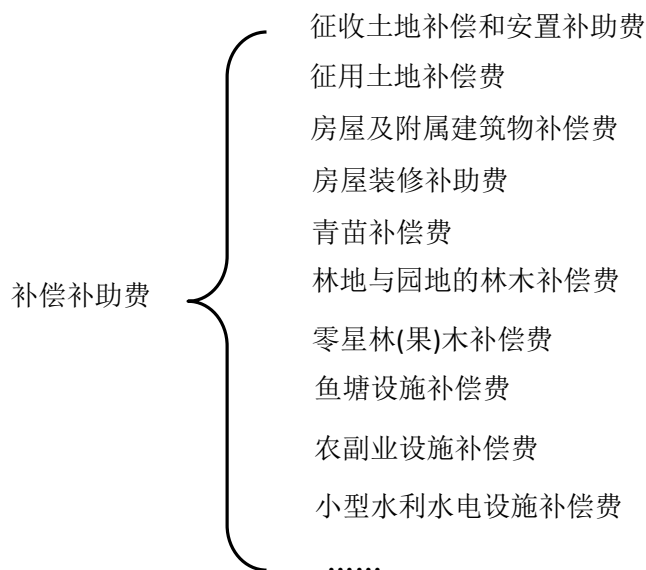 征收土地补偿和安置补助费
征用土地补偿费
房屋及附属建筑物补偿费
房屋装修补助费
青苗补偿费
补偿补助费
林地与园地的林木补偿费
零星林(果)木补偿费
鱼塘设施补偿费
农副业设施补偿费
小型水利水电设施补偿费
……